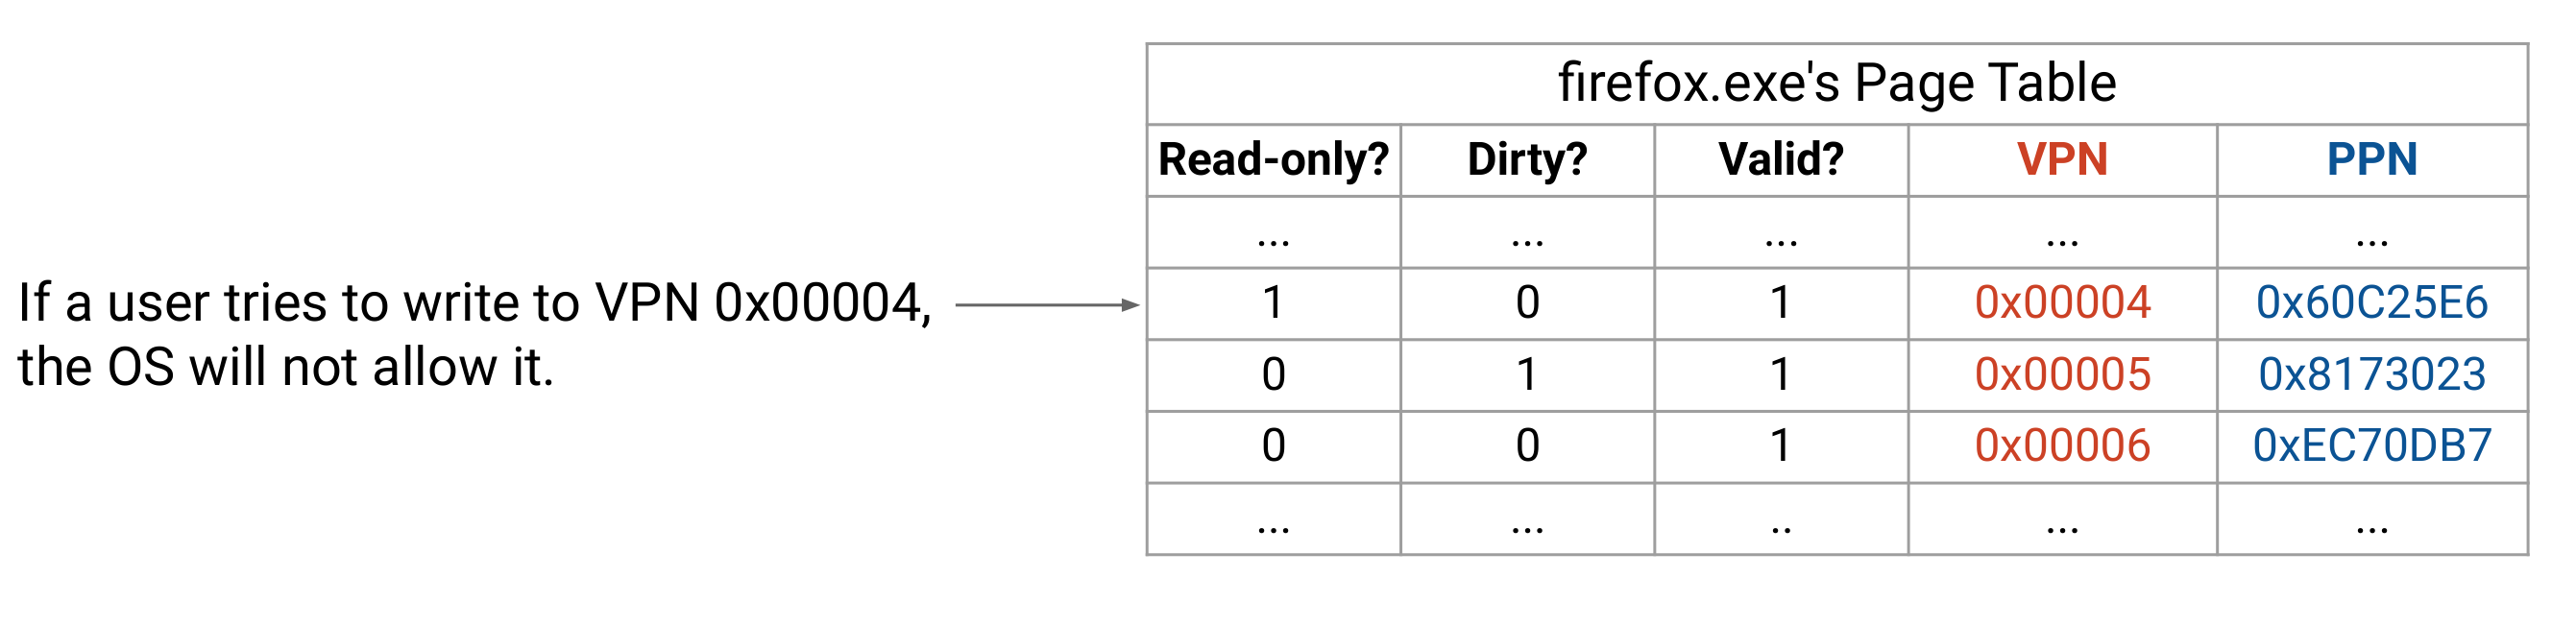 firefox.exe's Page Table
Read-only? Dirty? Valid? VPN PPN
... ... ... ... ...
If a user tries to write to VPN 0x00004,
the OS will not allow it.
1 0 1 0x00004 0x60C25E6
0 1 1 0x00005 0x8173023
0 0 1 0x00006 0xEC70DB7
... ... .. ... ...